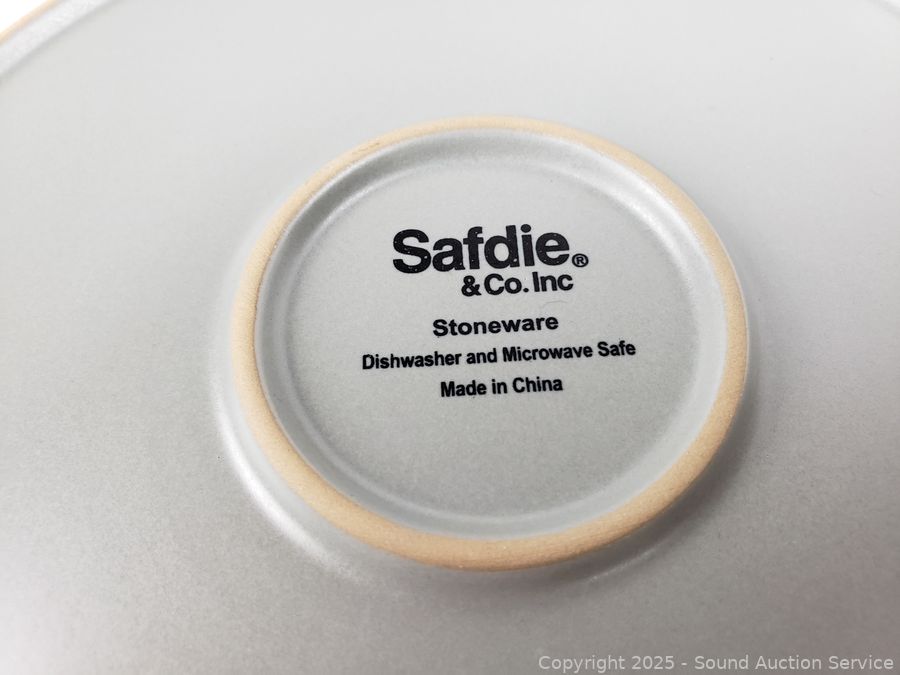 Safdie®
& Co. Inc
Stoneware
Dishwasher and Microwave Safe
Made in China
Copyright 2025 - Sound Auction Service